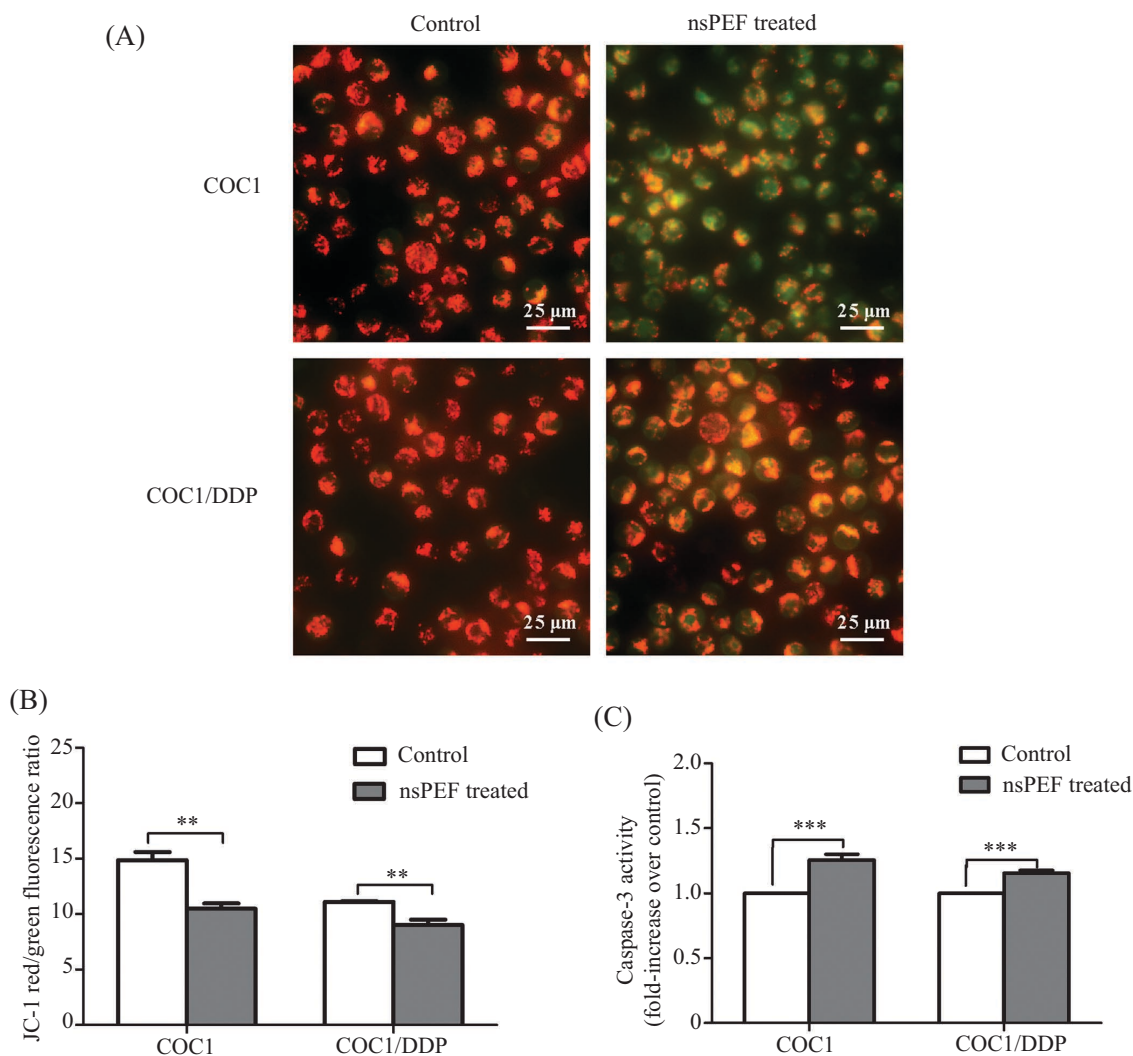 (A)
Control
nsPEF treated
COC1
25 µm
25 µm
COC1/DDP
25 µm
25 µm
(B)
JC-1 red/green fluorescence ratio
25
20
15
10
5
0
Control
nsPEF treated
**
**
COC1
COC1/DDP
(C)
Caspase-3 activity
(fold-increase over control)
2.0
1.5
1.0
0.5
0
Control
nsPEF treated
***
***
COC1
COC1/DDP